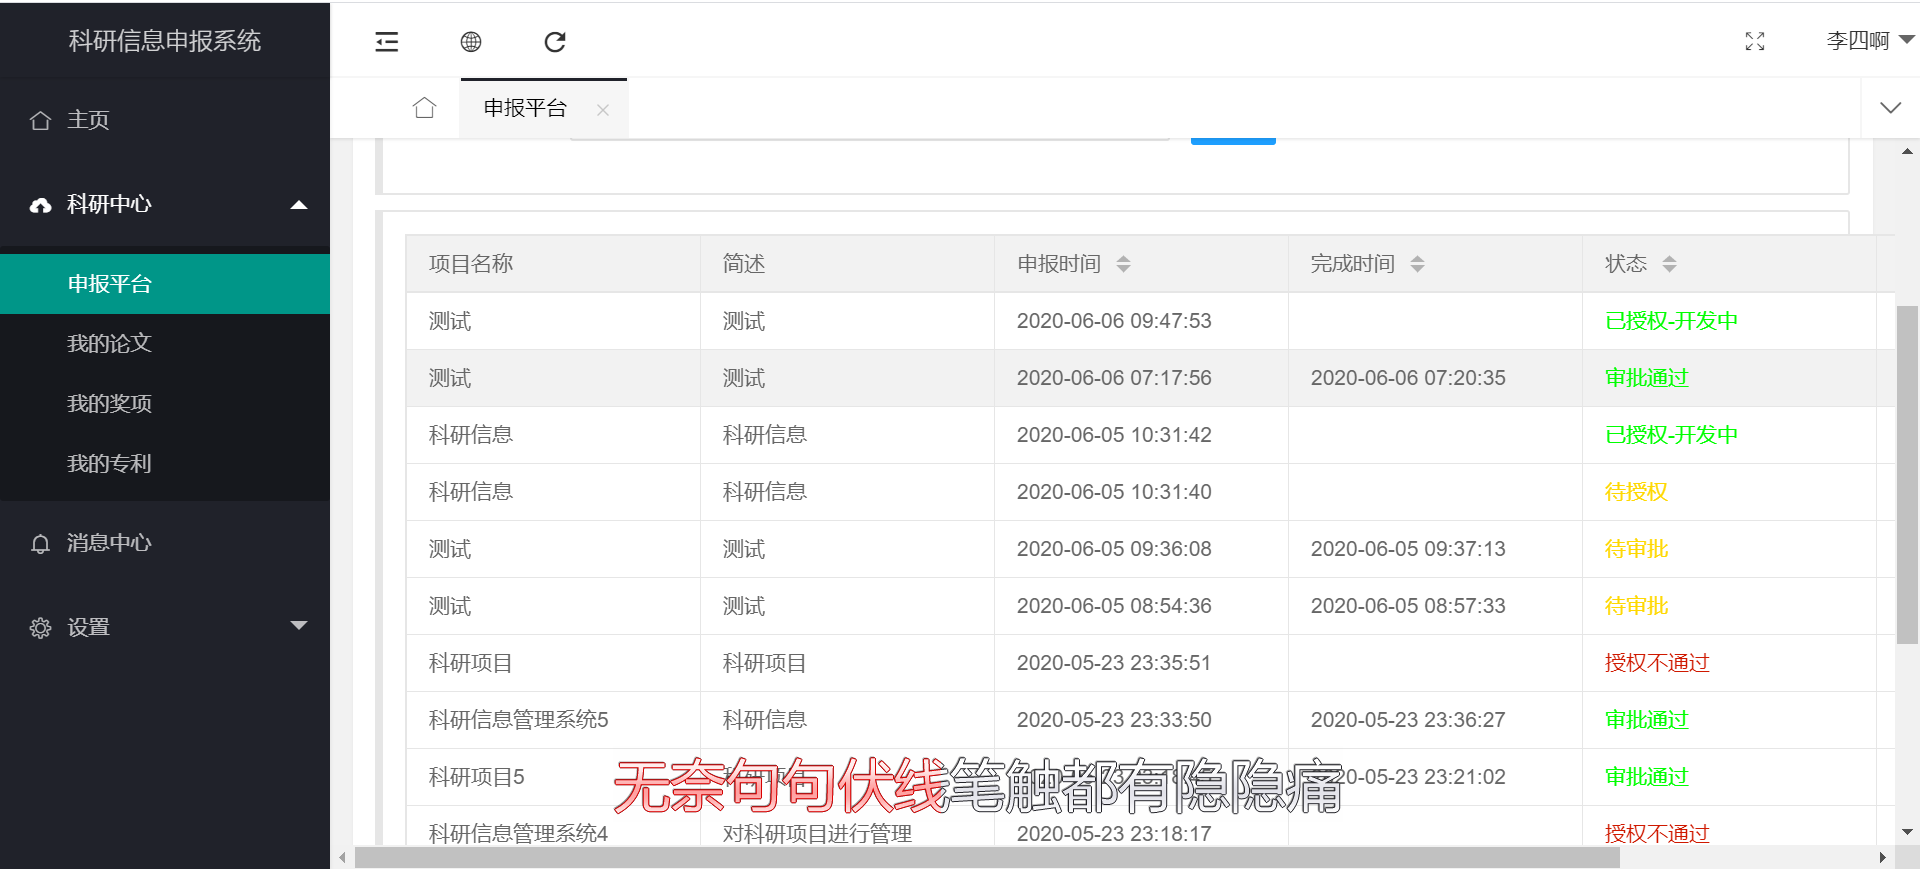 科研信息申报系统
李四啊
主页
申报平台
科研中心
申报平台
我的论文
我的奖项
我的专利
消息中心
设置
项目名称 简述 申报时间 完成时间 状态
测试 测试 2020-06-06 09:47:53 已授权-开发中
测试 测试 2020-06-06 07:17:56 2020-06-06 07:20:35 审批通过
科研信息 科研信息 2020-06-05 10:31:42 已授权-开发中
科研信息 科研信息 2020-06-05 10:31:40 待授权
测试 测试 2020-06-05 09:36:08 2020-06-05 09:37:13 待审批
测试 测试 2020-06-05 08:54:36 2020-06-05 08:57:33 待审批
科研项目 科研项目 2020-05-23 23:35:51 授权不通过
科研信息管理系统5 科研信息 2020-05-23 23:33:50 2020-05-23 23:36:27 审批通过
科研项目5 -05-23 23:21:02 审批通过
无奈句句伏线笔触都有隐隐痛
科研信息管理系统4 对科研项目进行管理 2020-05-23 23:18:17 授权不通过